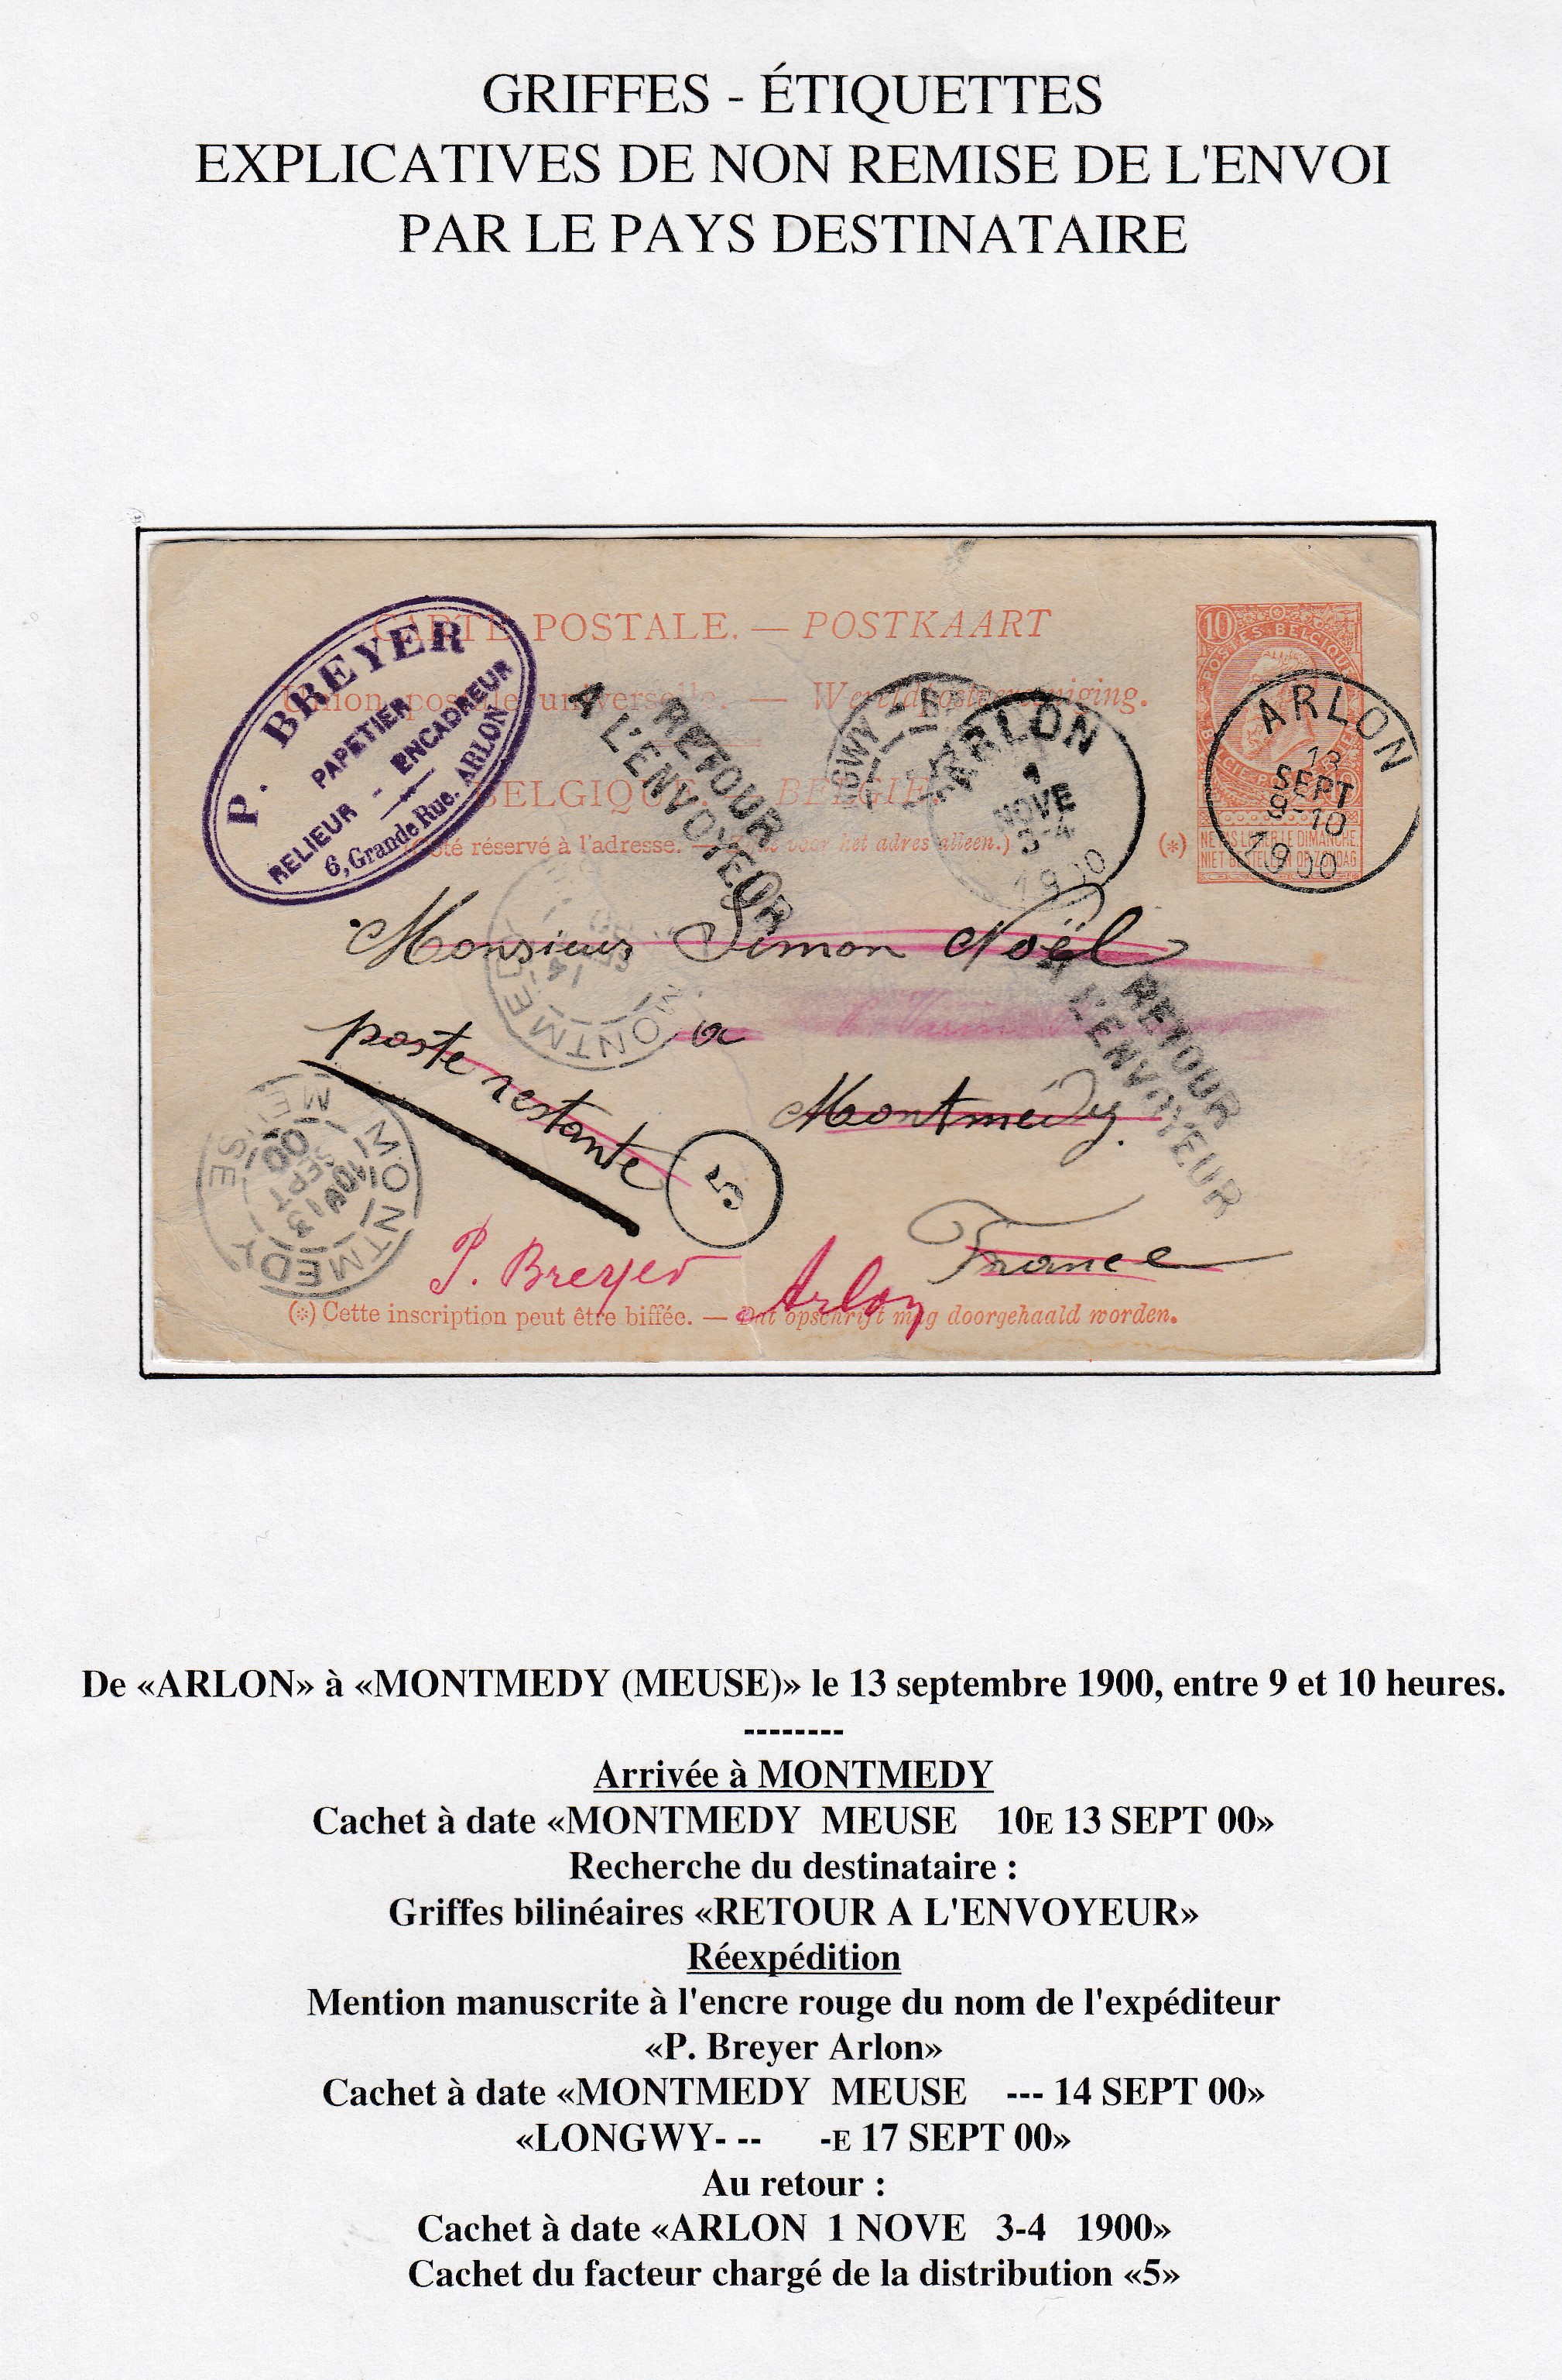 GRIFFES - ÉTIQUETTES
EXPLICATIVES DE NON REMISE DE L'ENVOI
PAR LE PAYS DESTINATAIRE
CARTE POSTALE. — POSTKAART
Union postale universelle. — Wereldpostvereeniging.
BELGIQUE. — BELGIË.
(Côté réservé à l'adresse. — Zijde voor het adres alleen.)
P. BREYER
PAPETIER
RELIEUR - ENCADREUR
6, Grande Rue. ARLON
RETOUR
A L'ENVOYEUR
GWY
ARLON
1
NOVE
3-4
1900
10
POSTES BELGIQUE
(*)
NE PAS LIVRER LE DIMANCHE.
NIET BESTELLEN OP ZONDAG.
ARLON
13
SEPT
9-10
1900
Monsieur Simon Noël
à
poste restante
Montmédy.
France
MONTMEDY
14
RETOUR
A L'ENVOYEUR
MONTMEDY
MEUSE
10E
13
SEPT
00
5
P. Breyer Arlon
(*) Cette inscription peut être biffée. — Dit opschrift mag doorgehaald worden.
De «ARLON» à «MONTMEDY (MEUSE)» le 13 septembre 1900, entre 9 et 10 heures.
--------
Arrivée à MONTMEDY
Cachet à date «MONTMEDY MEUSE 10E 13 SEPT 00»
Recherche du destinataire :
Griffes bilinéaires «RETOUR A L'ENVOYEUR»
Réexpédition
Mention manuscrite à l'encre rouge du nom de l'expéditeur
«P. Breyer Arlon»
Cachet à date «MONTMEDY MEUSE --- 14 SEPT 00»
«LONGWY- -- -E 17 SEPT 00»
Au retour :
Cachet à date «ARLON 1 NOVE 3-4 1900»
Cachet du facteur chargé de la distribution «5»